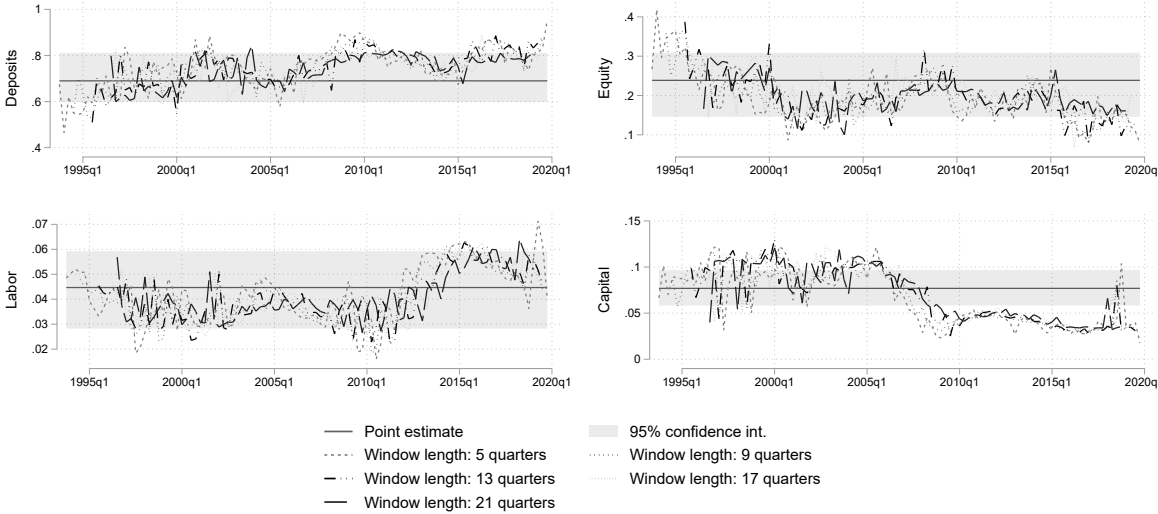 Deposits
1
.8
.6
.4
1995q1 2000q1 2005q1 2010q1 2015q1 2020q1
Equity
.4
.3
.2
.1
1995q1 2000q1 2005q1 2010q1 2015q1 2020q
Labor
.07
.06
.05
.04
.03
.02
1995q1 2000q1 2005q1 2010q1 2015q1 2020q1
Capital
.15
.1
.05
0
1995q1 2000q1 2005q1 2010q1 2015q1 2020q
Point estimate 95% confidence int.
Window length: 5 quarters Window length: 9 quarters
Window length: 13 quarters Window length: 17 quarters
Window length: 21 quarters